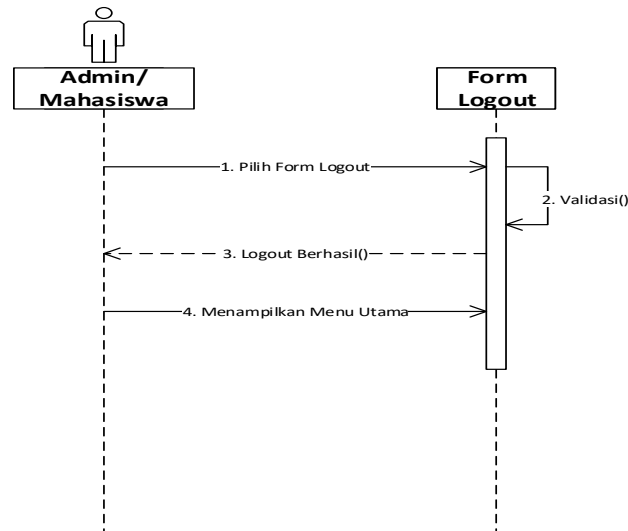 Admin/
Mahasiswa
Form
Logout
1. Pilih Form Logout
2. Validasi()
3. Logout Berhasil()
4. Menampilkan Menu Utama